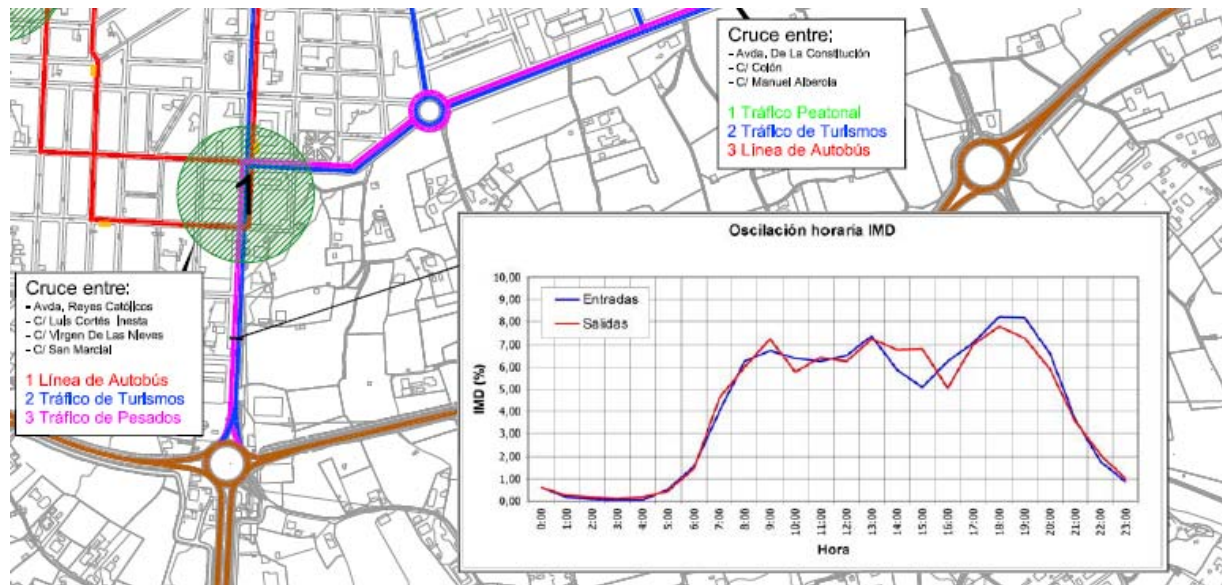 Cruce entre:
- Avda. De La Constitución
- C/ Colón
- C/ Manuel Alberola
1 Tráfico Peatonal
2 Tráfico de Turismos
3 Línea de Autobús
1
Cruce entre:
- Avda. Reyes Católicos
- C/ Luis Cortés Inesta
- C/ Virgen De Las Nieves
- C/ San Marcial
1 Línea de Autobús
2 Tráfico de Turismos
3 Tráfico de Pesados
Oscilación horaria IMD
10,00
9,00
8,00
7,00
6,00
5,00
4,00
3,00
2,00
1,00
0,00
IMD (%)
Entradas
Salidas
0:00 1:00 2:00 3:00 4:00 5:00 6:00 7:00 8:00 9:00 10:00 11:00 12:00 13:00 14:00 15:00 16:00 17:00 18:00 19:00 20:00 21:00 22:00 23:00
Hora